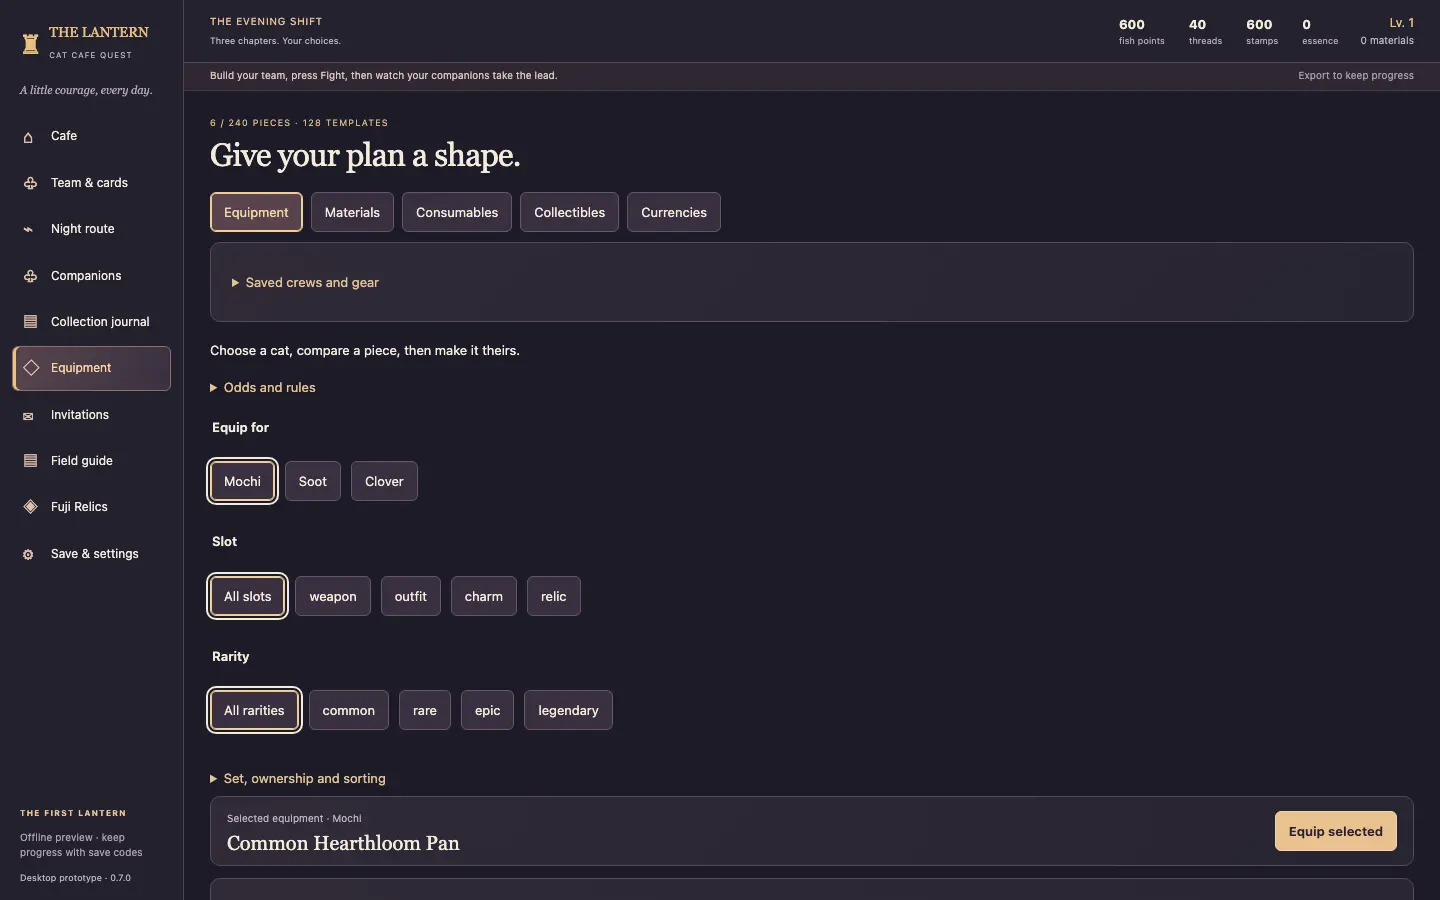 THE LANTERN
CAT CAFE QUEST
A little courage, every day.
Cafe
Team & cards
Night route
Companions
Collection journal
Equipment
Invitations
Field guide
Fuji Relics
Save & settings
THE FIRST LANTERN
Offline preview · keep
progress with save codes
Desktop prototype · 0.7.0
THE EVENING SHIFT
Three chapters. Your choices.
600
fish points
40
threads
600
stamps
0
essence
Lv. 1
0 materials
Build your team, press Fight, then watch your companions take the lead.
Export to keep progress
6 / 240 PIECES · 128 TEMPLATES
Give your plan a shape.
Equipment
Materials
Consumables
Collectibles
Currencies
Saved crews and gear
Choose a cat, compare a piece, then make it theirs.
Odds and rules
Equip for
Mochi
Soot
Clover
Slot
All slots
weapon
outfit
charm
relic
Rarity
All rarities
common
rare
epic
legendary
Set, ownership and sorting
Selected equipment · Mochi
Common Hearthloom Pan
Equip selected